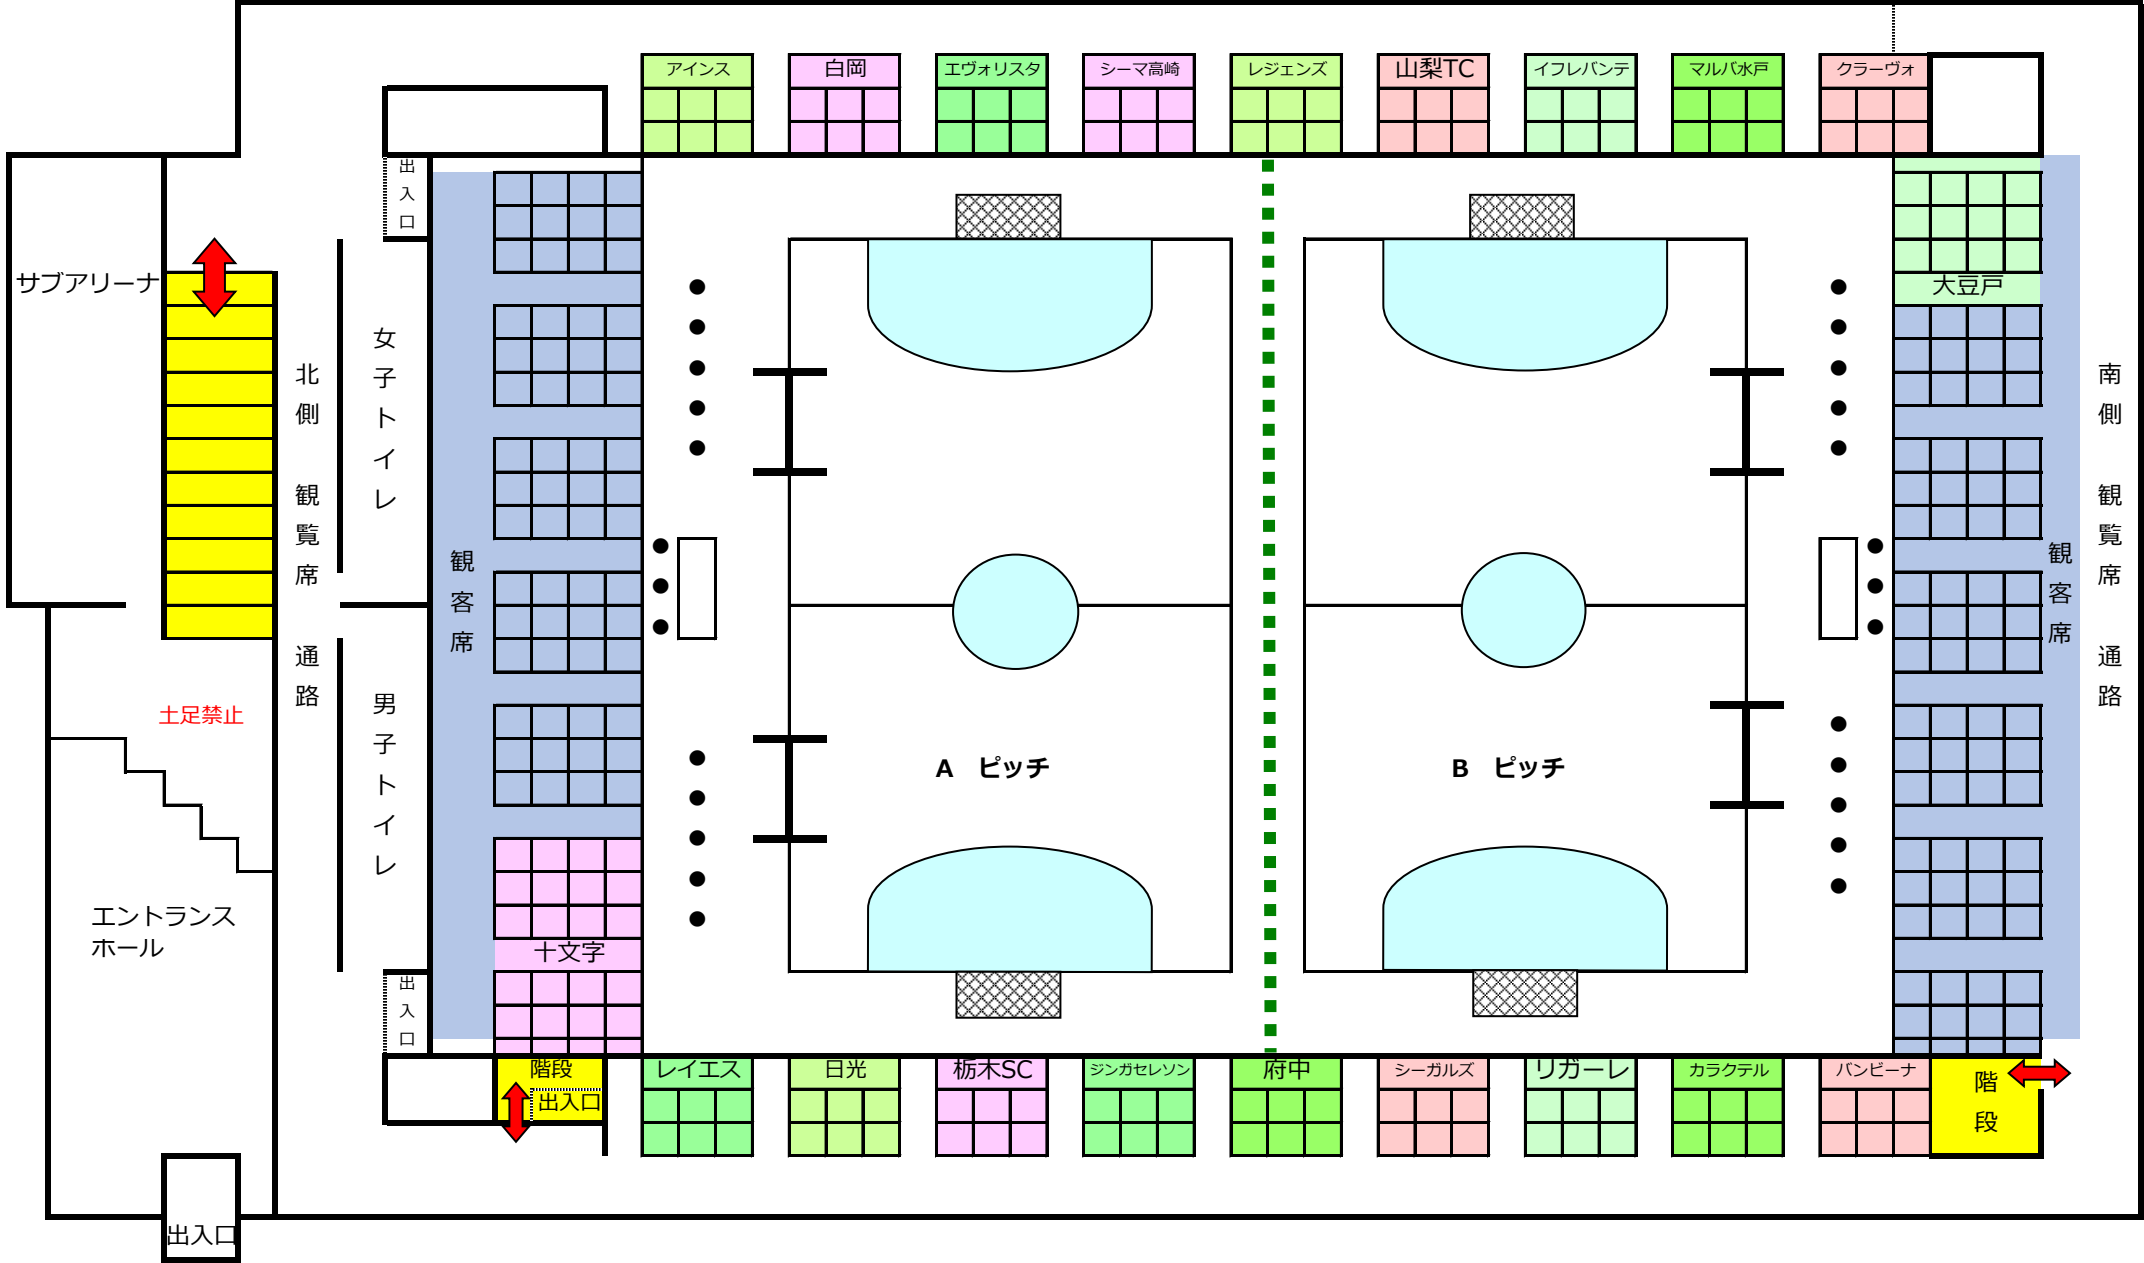 アインス
白岡
エヴォリスタ
シーマ高崎
レジェンズ
山梨TC
イフレバンテ
マルバ水戸
クラーヴォ
出入口
サブアリーナ
大豆戸
女子トイレ
北側 観覧席 通路
南側 観覧席 通路
観客席
観客席
土足禁止
男子トイレ
A ピッチ
B ピッチ
エントランス
ホール
十文字
出入口
階段
出入口
レイエス
日光
栃木SC
ジンガセレソン
府中
シーガルズ
リガーレ
カラクテル
バンビーナ
階段
出入口